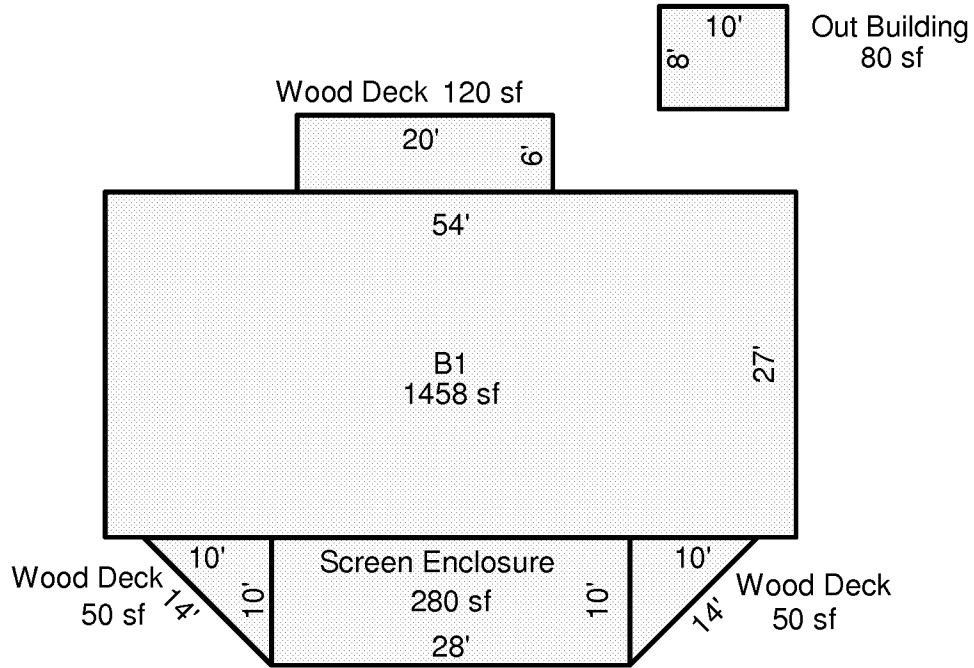 10'
Out Building
8'
80 sf
Wood Deck 120 sf
20'
6'
54'
B1
1458 sf
27'
10'
Screen Enclosure
10'
Wood Deck
50 sf
14'
10'
280 sf
10'
14'
Wood Deck
50 sf
28'